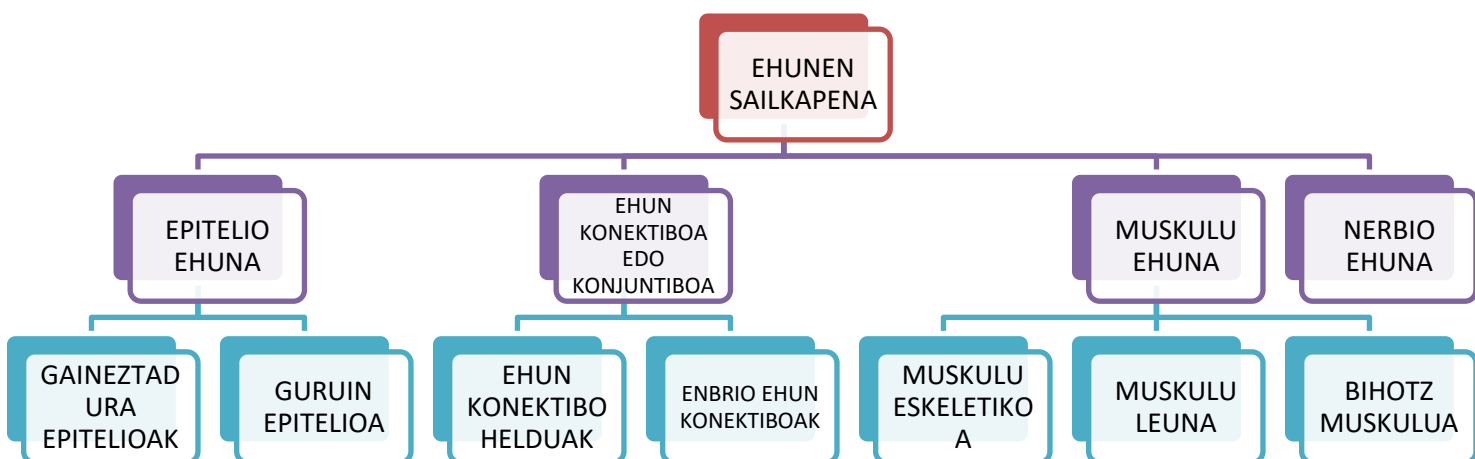 EHUNEN
SAILKAPENA
EPITELIO
EHUNA
EHUN
KONEKTIBOA
EDO
KONJUNTIBOA
MUSKULU
EHUNA
NERBIO
EHUNA
GAINEZTAD
URA
EPITELIOAK
GURUIN
EPITELIOA
EHUN
KONEKTIBO
HELDUAK
ENBRIO EHUN
KONEKTIBOAK
MUSKULU
ESKELETIKO
A
MUSKULU
LEUNA
BIHOTZ
MUSKULUA